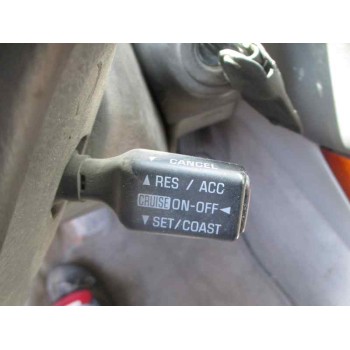 ▼ CANCEL
▲ RES / ACC
CRUISE ON-OFF ◄
▼ SET/COAST